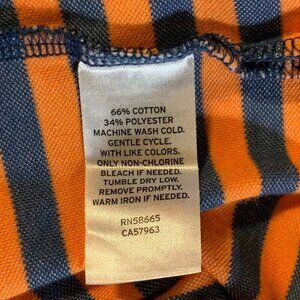 66% COTTON
34% POLYESTER
MACHINE WASH COLD.
GENTLE CYCLE.
WITH LIKE COLORS.
ONLY NON-CHLORINE
BLEACH IF NEEDED.
TUMBLE DRY LOW.
REMOVE PROMPTLY.
WARM IRON IF NEEDED.
RN58665
CA57963